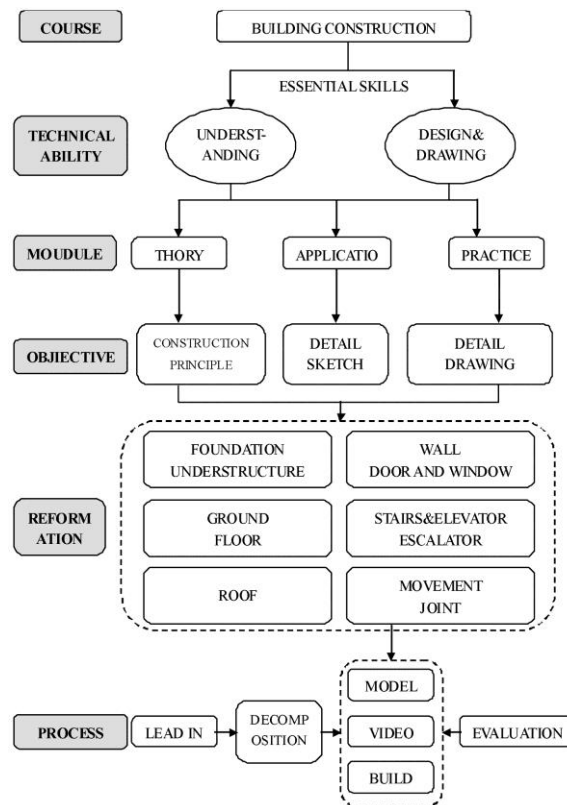 COURSE
BUILDING CONSTRUCTION
ESSENTIAL SKILLS
TECHNICAL
ABILITY
UNDERST-
ANDING
DESIGN&
DRAWING
MOUDULE
THORY
APPLICATIO
PRACTICE
OBJIECTIVE
CONSTRUCTION
PRINCIPLE
DETAIL
SKETCH
DETAIL
DRAWING
REFORM
ATION
FOUNDATION
UNDERSTRUCTURE
WALL
DOOR AND WINDOW
GROUND
FLOOR
STAIRS&ELEVATOR
ESCALATOR
ROOF
MOVEMENT
JOINT
PROCESS
LEAD IN
DECOMP
OSITION
MODEL
VIDEO
BUILD
EVALUATION